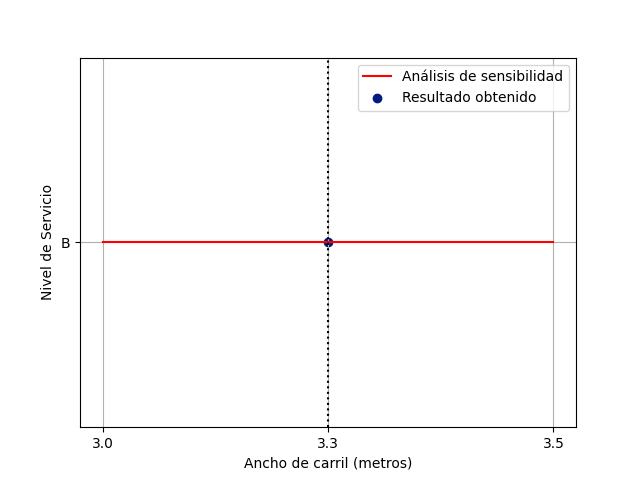 Análisis de sensibilidad
Resultado obtenido
Nivel de Servicio
B
3.0
3.3
3.5
Ancho de carril (metros)